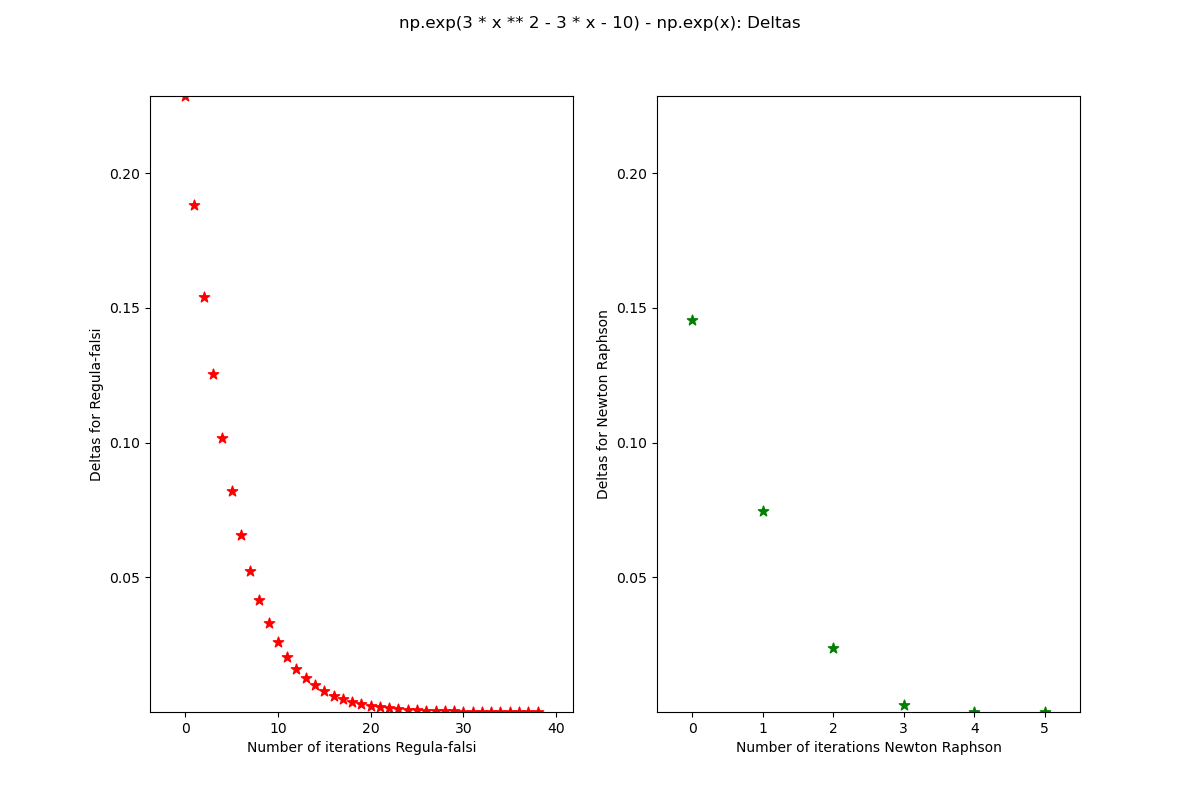 np.exp(3 * x ** 2 - 3 * x - 10) - np.exp(x): Deltas
Deltas for Regula-falsi
0.20
0.15
0.10
0.05
0 10 20 30 40
Number of iterations Regula-falsi
Deltas for Newton Raphson
0.20
0.15
0.10
0.05
0 1 2 3 4 5
Number of iterations Newton Raphson